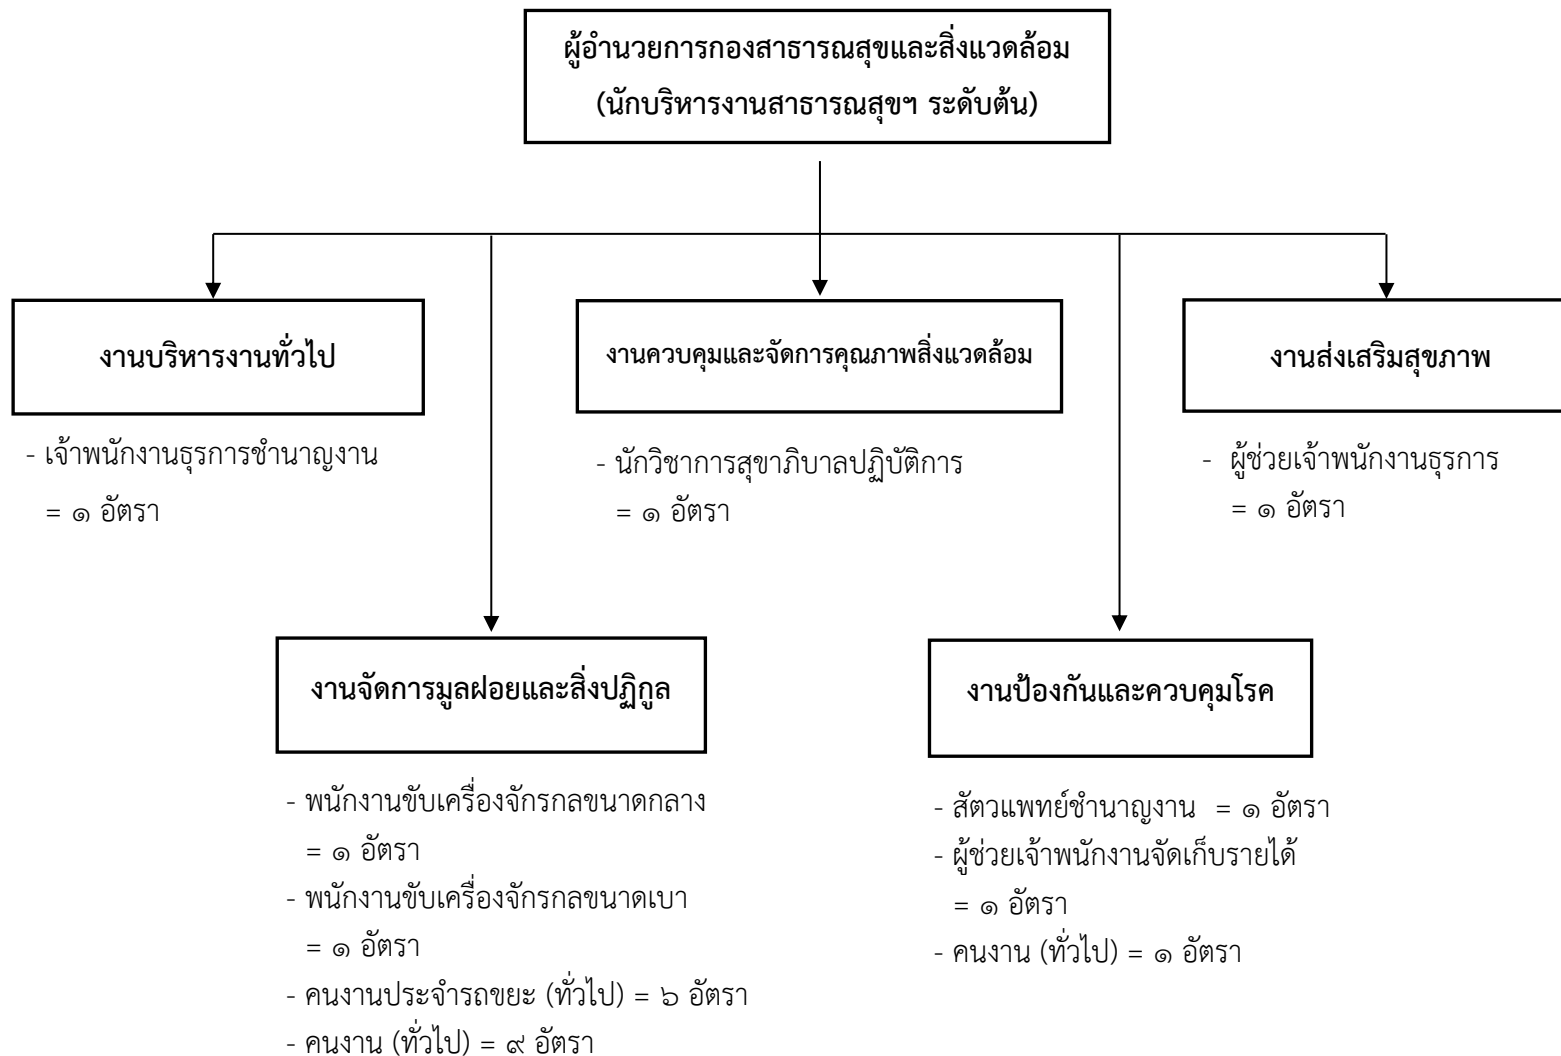 ผู้อำนวยการกองสาธารณสุขและสิ่งแวดล้อม
(นักบริหารงานสาธารณสุขฯ ระดับต้น)
งานบริหารงานทั่วไป
- เจ้าพนักงานธุรการชำนาญงาน
= ๑ อัตรา
งานควบคุมและจัดการคุณภาพสิ่งแวดล้อม
- นักวิชาการสุขาภิบาลปฏิบัติการ
= ๑ อัตรา
งานส่งเสริมสุขภาพ
- ผู้ช่วยเจ้าพนักงานธุรการ
= ๑ อัตรา
งานจัดการมูลฝอยและสิ่งปฏิกูล
- พนักงานขับเครื่องจักรกลขนาดกลาง
= ๑ อัตรา
- พนักงานขับเครื่องจักรกลขนาดเบา
= ๑ อัตรา
- คนงานประจำรถขยะ (ทั่วไป) = ๖ อัตรา
- คนงาน (ทั่วไป) = ๙ อัตรา
งานป้องกันและควบคุมโรค
- สัตวแพทย์ชำนาญงาน = ๑ อัตรา
- ผู้ช่วยเจ้าพนักงานจัดเก็บรายได้
= ๑ อัตรา
- คนงาน (ทั่วไป) = ๑ อัตรา